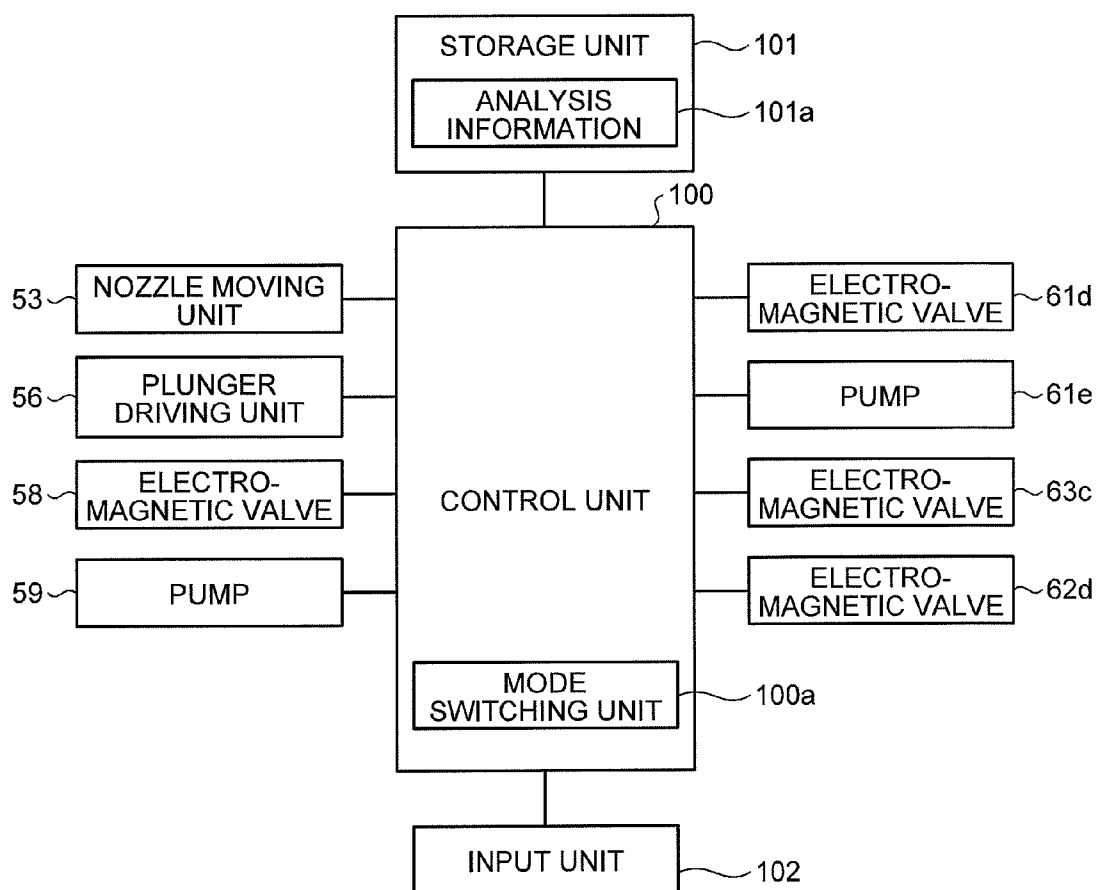 STORAGE UNIT
101
ANALYSIS
INFORMATION
101a
100
53
NOZZLE MOVING
UNIT
ELECTRO-
MAGNETIC VALVE
61d
56
PLUNGER
DRIVING UNIT
PUMP
61e
58
ELECTRO-
MAGNETIC VALVE
CONTROL UNIT
ELECTRO-
MAGNETIC VALVE
63c
59
PUMP
ELECTRO-
MAGNETIC VALVE
62d
MODE
SWITCHING UNIT
100a
INPUT UNIT
102